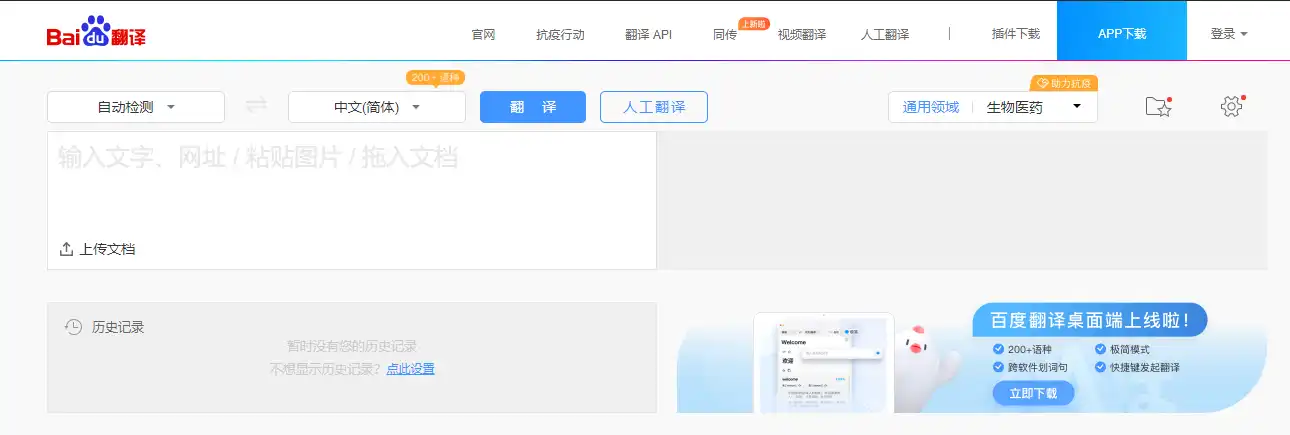 Bai du 翻译
官网
抗疫行动
翻译 API
同传
上新啦
视频翻译
人工翻译
插件下载
APP下载
登录
200+ 语种
自动检测
中文(简体)
翻 译
人工翻译
助力抗疫
通用领域
生物医药
输入文字、网址 / 粘贴图片 / 拖入文档
上传文档
历史记录
暂时没有您的历史记录
不想显示历史记录？点此设置
Welcome
欢迎
welcome
百度翻译桌面端上线啦！
200+语种
极简模式
跨软件划词句
快捷键发起翻译
立即下载